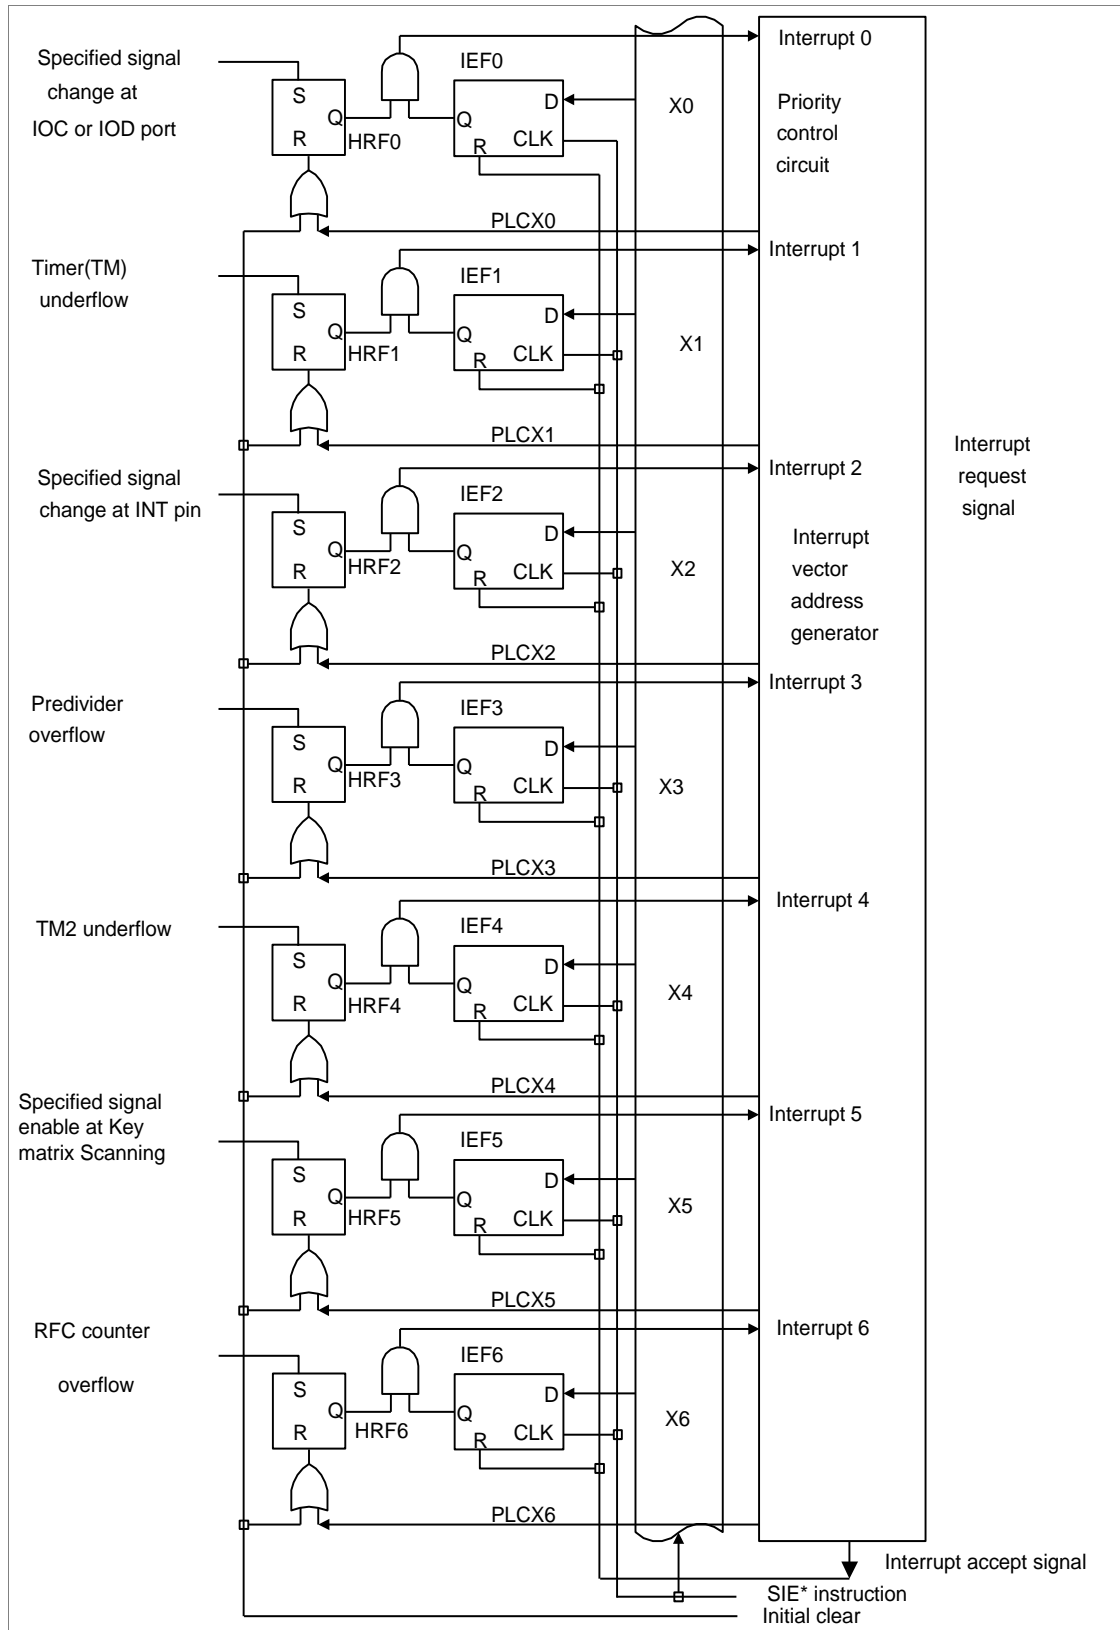 Specified signal
change at
IOC or IOD port
S
R
Q
HRF0
IEF0
Q
D
CLK
R
X0
Interrupt 0
Priority
control
circuit
PLCX0
Timer(TM)
underflow
S
R
Q
HRF1
IEF1
Q
D
CLK
R
X1
Interrupt 1
PLCX1
Specified signal
change at INT pin
S
R
Q
HRF2
IEF2
Q
D
CLK
R
X2
Interrupt 2
Interrupt
vector
address
generator
Interrupt
request
signal
PLCX2
Predivider
overflow
S
R
Q
HRF3
IEF3
Q
D
CLK
R
X3
Interrupt 3
PLCX3
TM2 underflow
S
R
Q
HRF4
IEF4
Q
D
CLK
R
X4
Interrupt 4
PLCX4
Specified signal
enable at Key
matrix Scanning
S
R
Q
HRF5
IEF5
Q
D
CLK
R
X5
Interrupt 5
PLCX5
RFC counter
overflow
S
R
Q
HRF6
IEF6
Q
D
CLK
R
X6
Interrupt 6
PLCX6
Interrupt accept signal
SIE* instruction
Initial clear